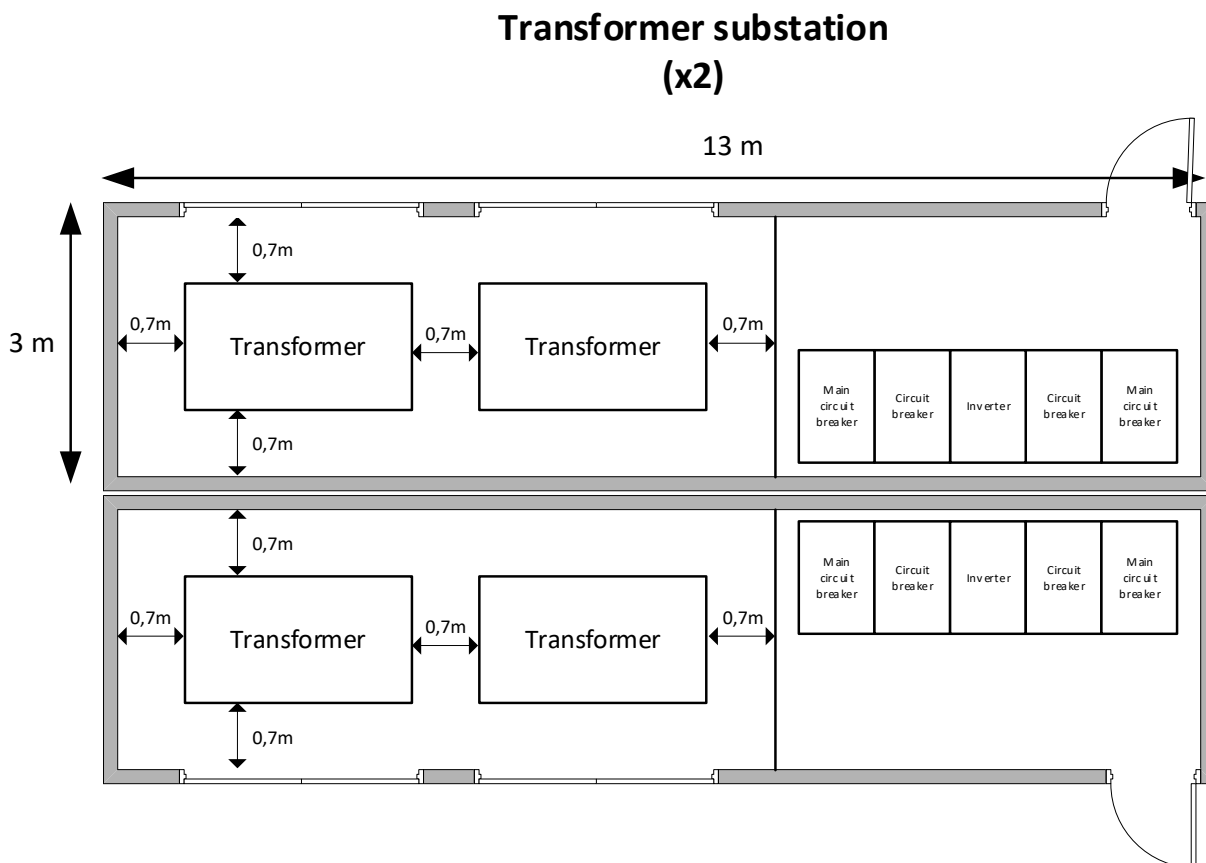 Transformer substation
(x2)
13 m
0,7m
0,7m
Transformer
0,7m
Transformer
0,7m
3 m
0,7m
Main
circuit
breaker
Circuit
breaker
Inverter
Circuit
breaker
Main
circuit
breaker
0,7m
0,7m
Transformer
0,7m
Transformer
0,7m
0,7m
Main
circuit
breaker
Circuit
breaker
Inverter
Circuit
breaker
Main
circuit
breaker